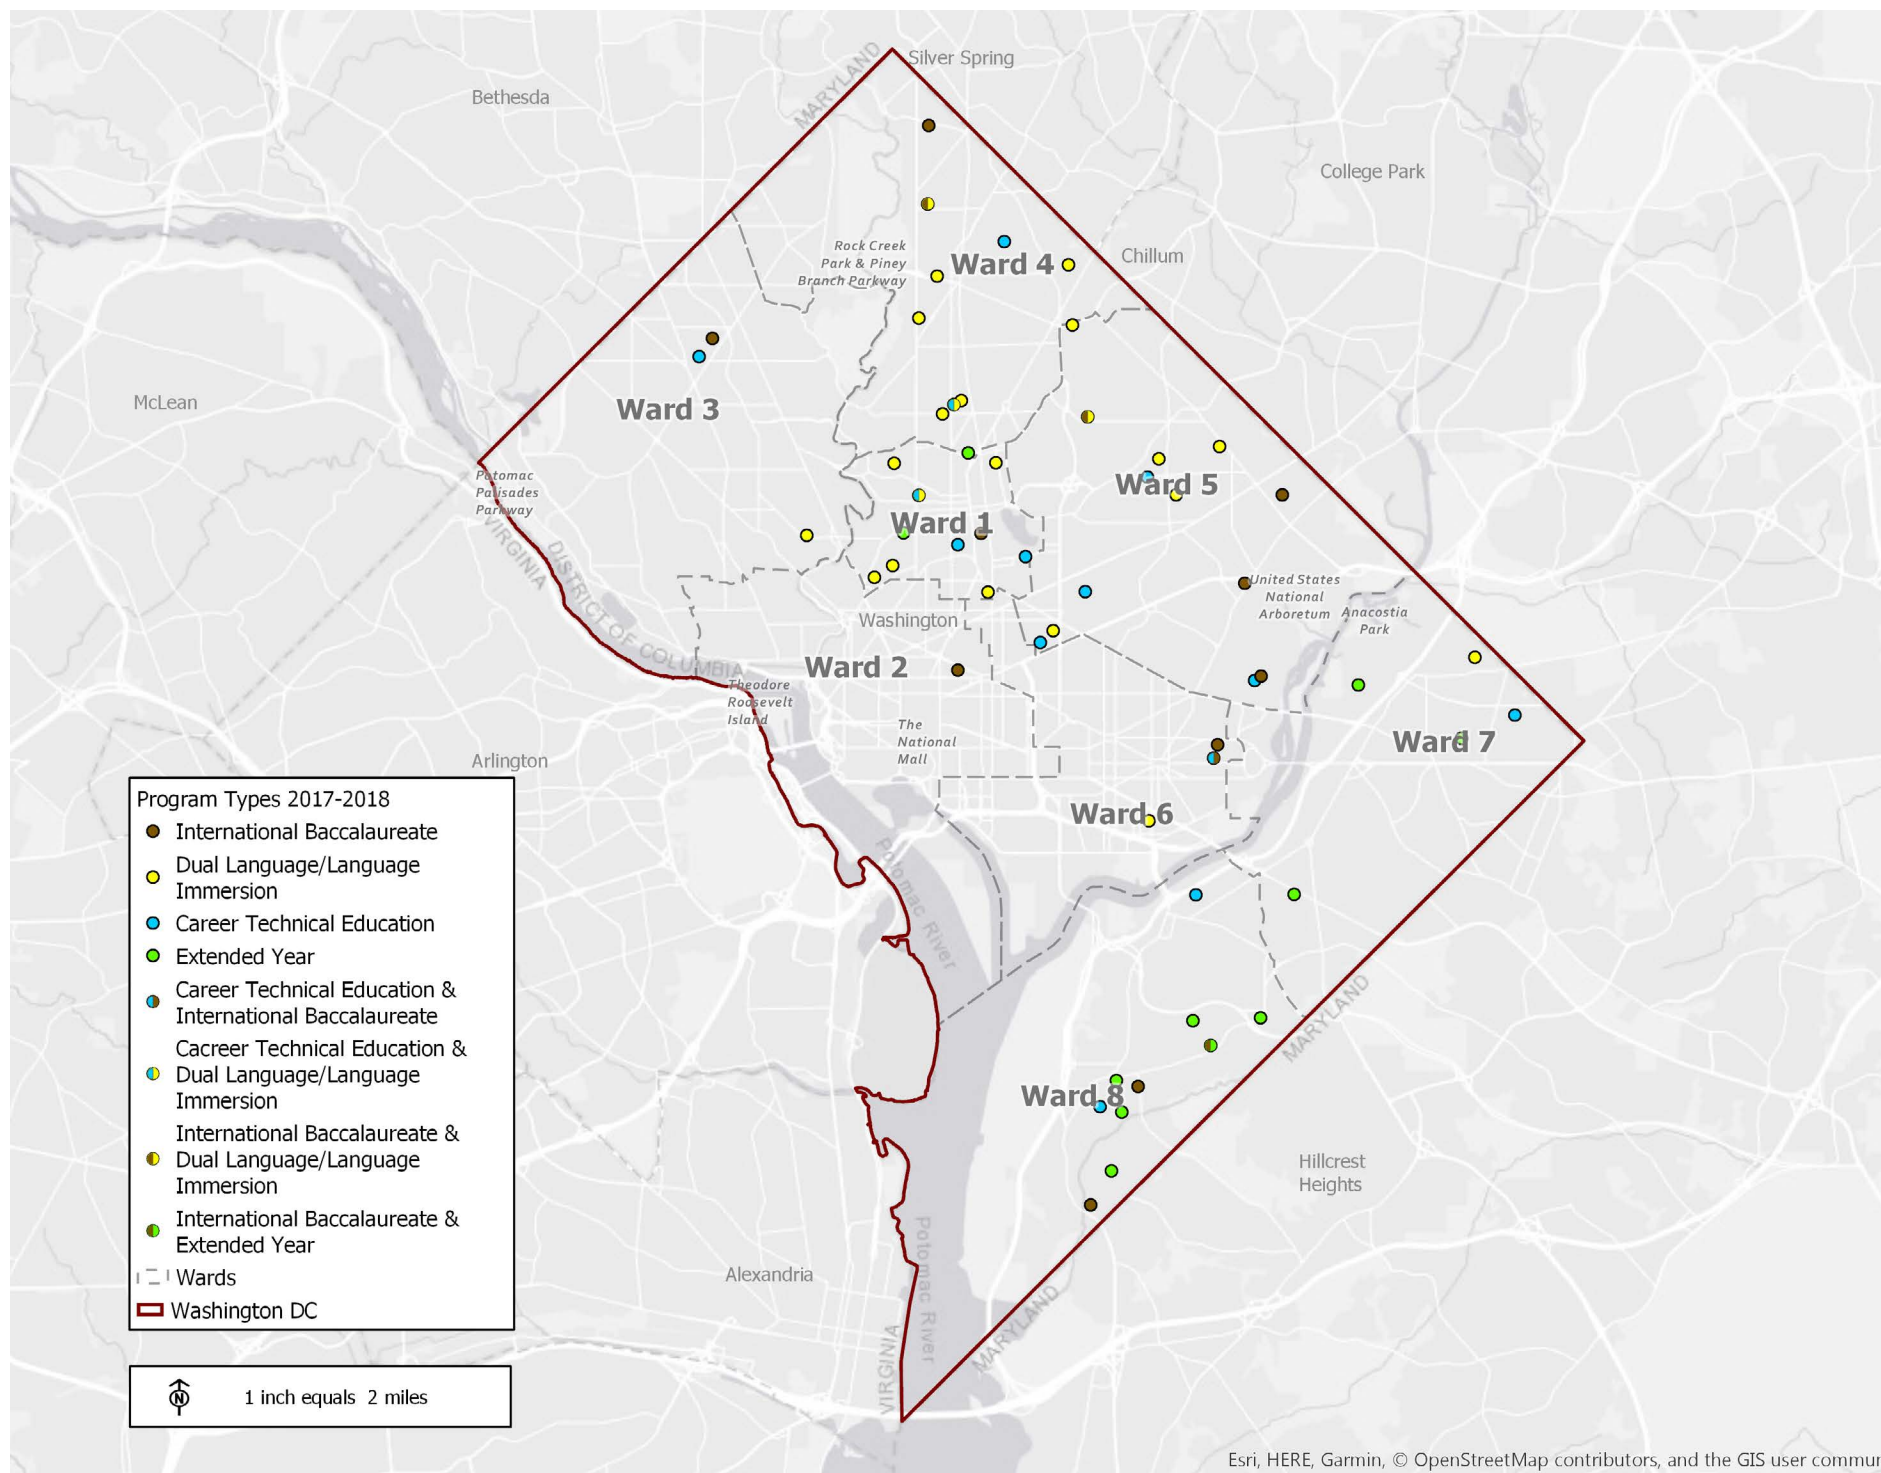 Silver Spring
MARYLAND
Bethesda
College Park
Rock Creek
Park & Piney
Branch Parkway
Ward 4
Chillum
McLean
Ward 3
Potomac
Palisades
Parkway
Ward 5
VIRGINIA
DISTRICT OF COLUMBIA
Ward 1
United States
National
Arboretum
Anacostia
Park
Washington
Ward 2
Theodore
Roosevelt
Island
The
National
Mall
Ward 7
Arlington
Ward 6
Potomac River
MARYLAND
Ward 8
Hillcrest
Heights
Alexandria
Potomac River
VIRGINIA
MARYLAND
Program Types 2017-2018
International Baccalaureate
Dual Language/Language
Immersion
Career Technical Education
Extended Year
Career Technical Education &
International Baccalaureate
Cacreer Technical Education &
Dual Language/Language
Immersion
International Baccalaureate &
Dual Language/Language
Immersion
International Baccalaureate &
Extended Year
Wards
Washington DC
N
1 inch equals 2 miles
Esri, HERE, Garmin, © OpenStreetMap contributors, and the GIS user commun